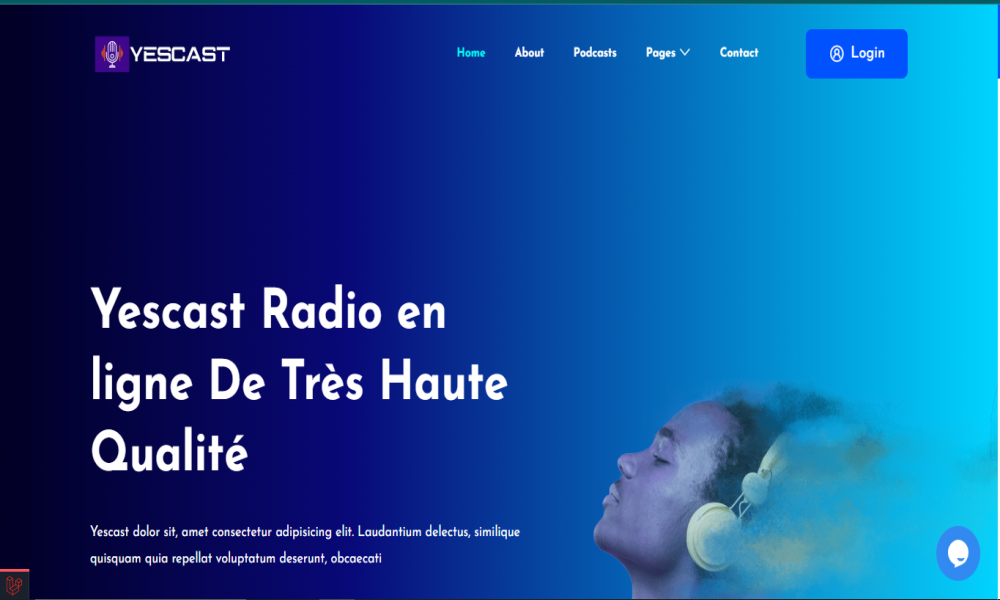 YESCAST
Home About Podcasts Pages Contact Login
Yescast Radio en
ligne De Très Haute
Qualité
Yescast dolor sit, amet consectetur adipisicing elit. Laudantium delectus, similique
quisquam quia repellat voluptatum deserunt, obcaecati